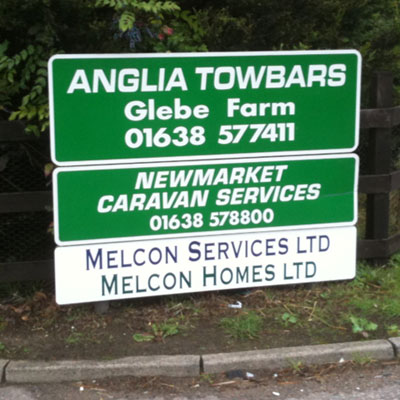 ANGLIA TOWBARS
Glebe Farm
01638 577411
NEWMARKET
CARAVAN SERVICES
01638 578800
MELCON SERVICES LTD
MELCON HOMES LTD